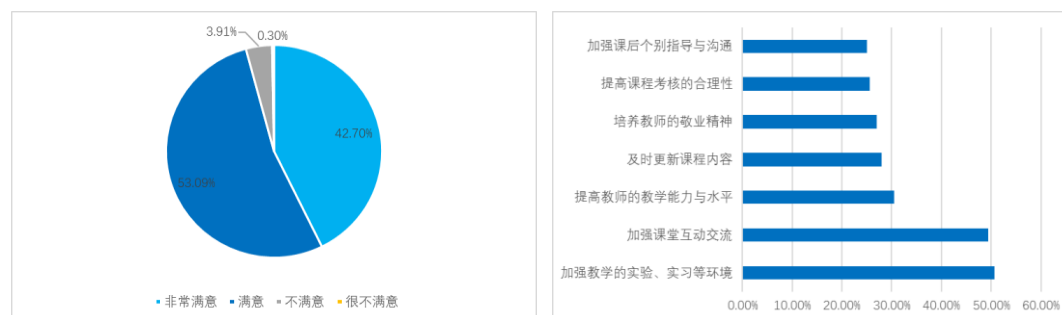 3.91%
0.30%
42.70%
53.09%
非常满意 满意 不满意 很不满意
加强课后个别指导与沟通
提高课程考核的合理性
培养教师的敬业精神
及时更新课程内容
提高教师的教学能力与水平
加强课堂互动交流
加强教学的实验、实习等环境
0.00% 10.00% 20.00% 30.00% 40.00% 50.00% 60.00%